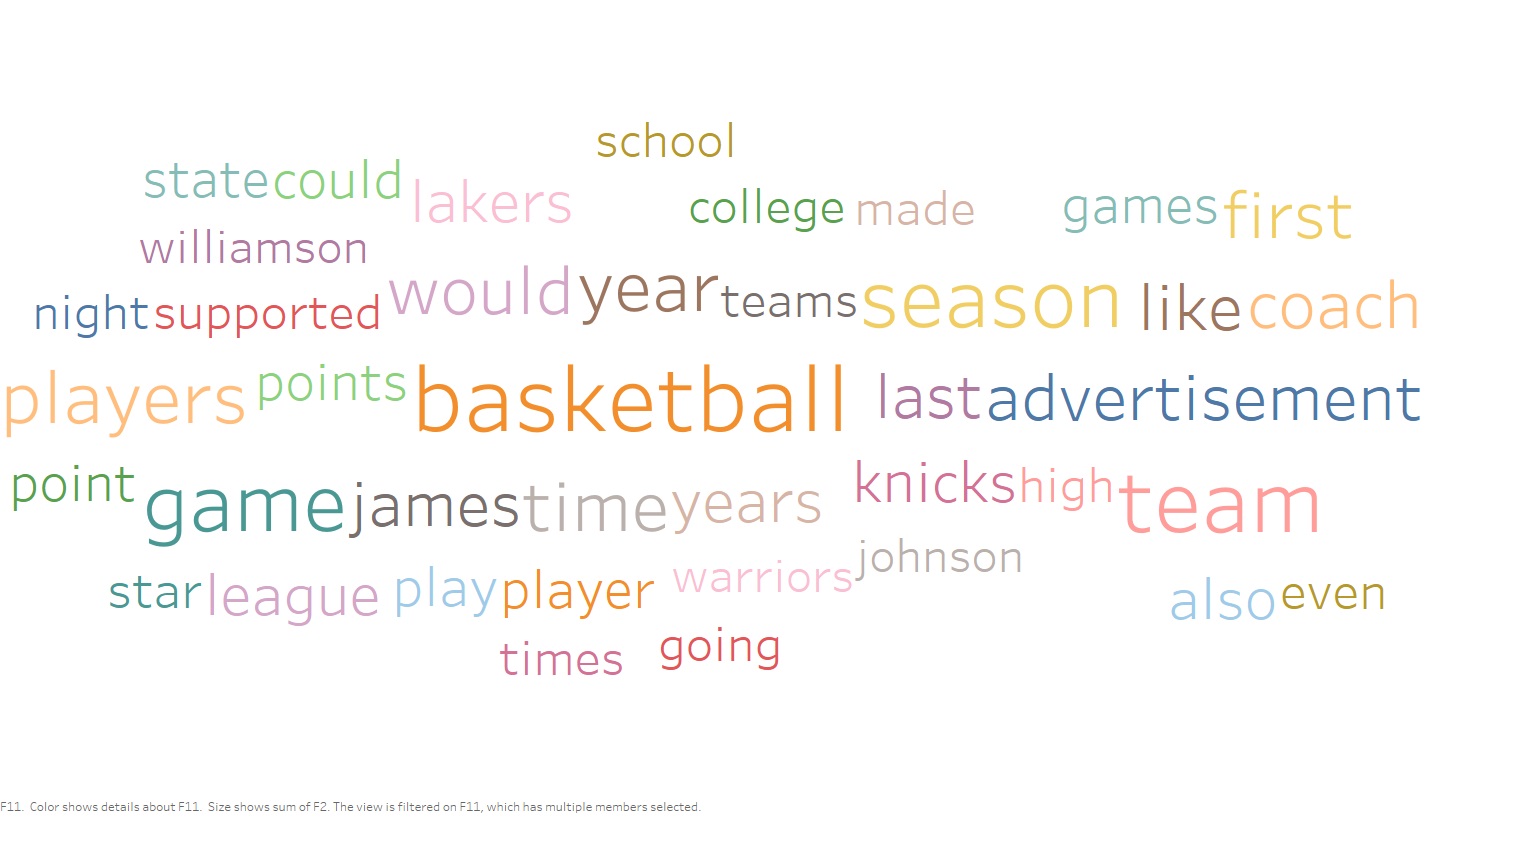 school
state could lakers college made games first
williamson
night supported would year teams season like coach
players points basketball last advertisement
point game james time years knicks high team
johnson
star league play player warriors also even
times going
F11. Color shows details about F11. Size shows sum of F2. The view is filtered on F11, which has multiple members selected.